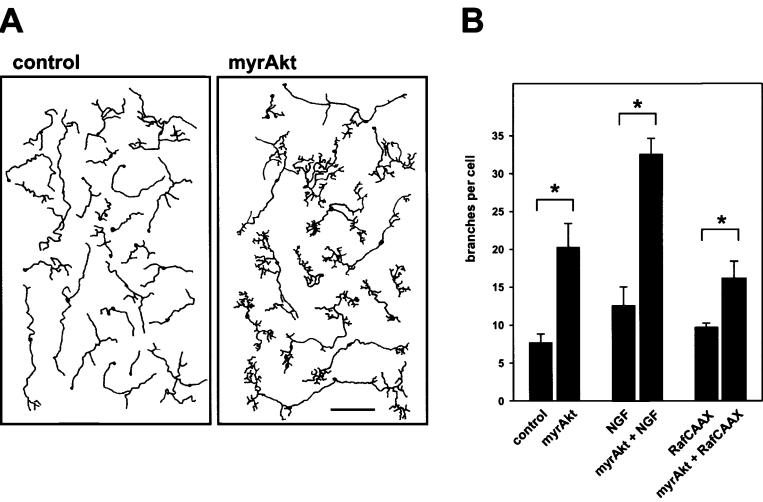 A
B
control
myrAkt
branches per cell
35
30
25
20
15
10
5
0
*
*
*
control
myrAkt
NGF
myrAkt + NGF
RafCAAX
myrAkt + RafCAAX